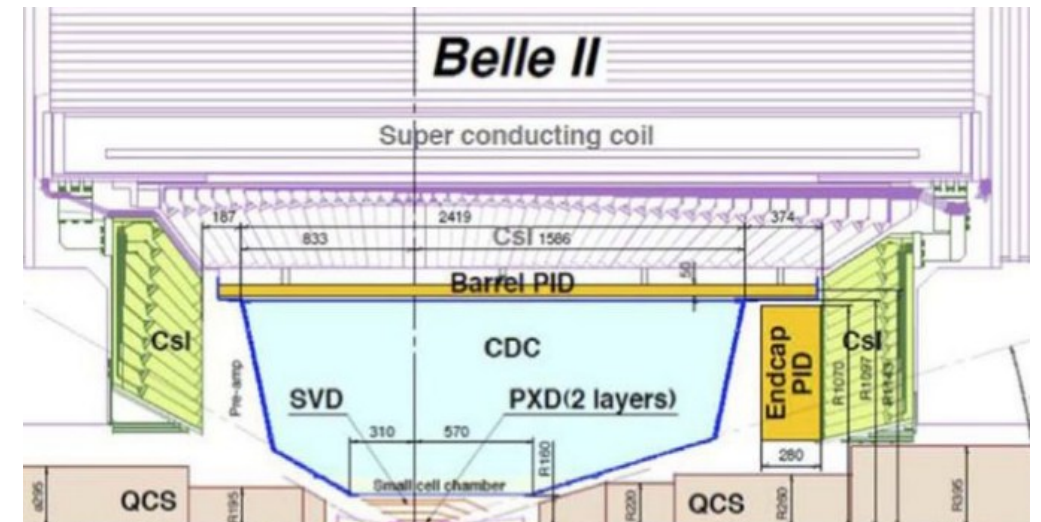 Belle II
Super conducting coil
187
2419
374
833
CsI
1586
50
Barrel PID
CsI
CDC
Endcap PID
CsI
R1070
R1097
R1143
Pre-amp
SVD
PXD(2 layers)
310
570
R160
280
Small cell chamber
QCS
R195
R220
QCS
R260
R395